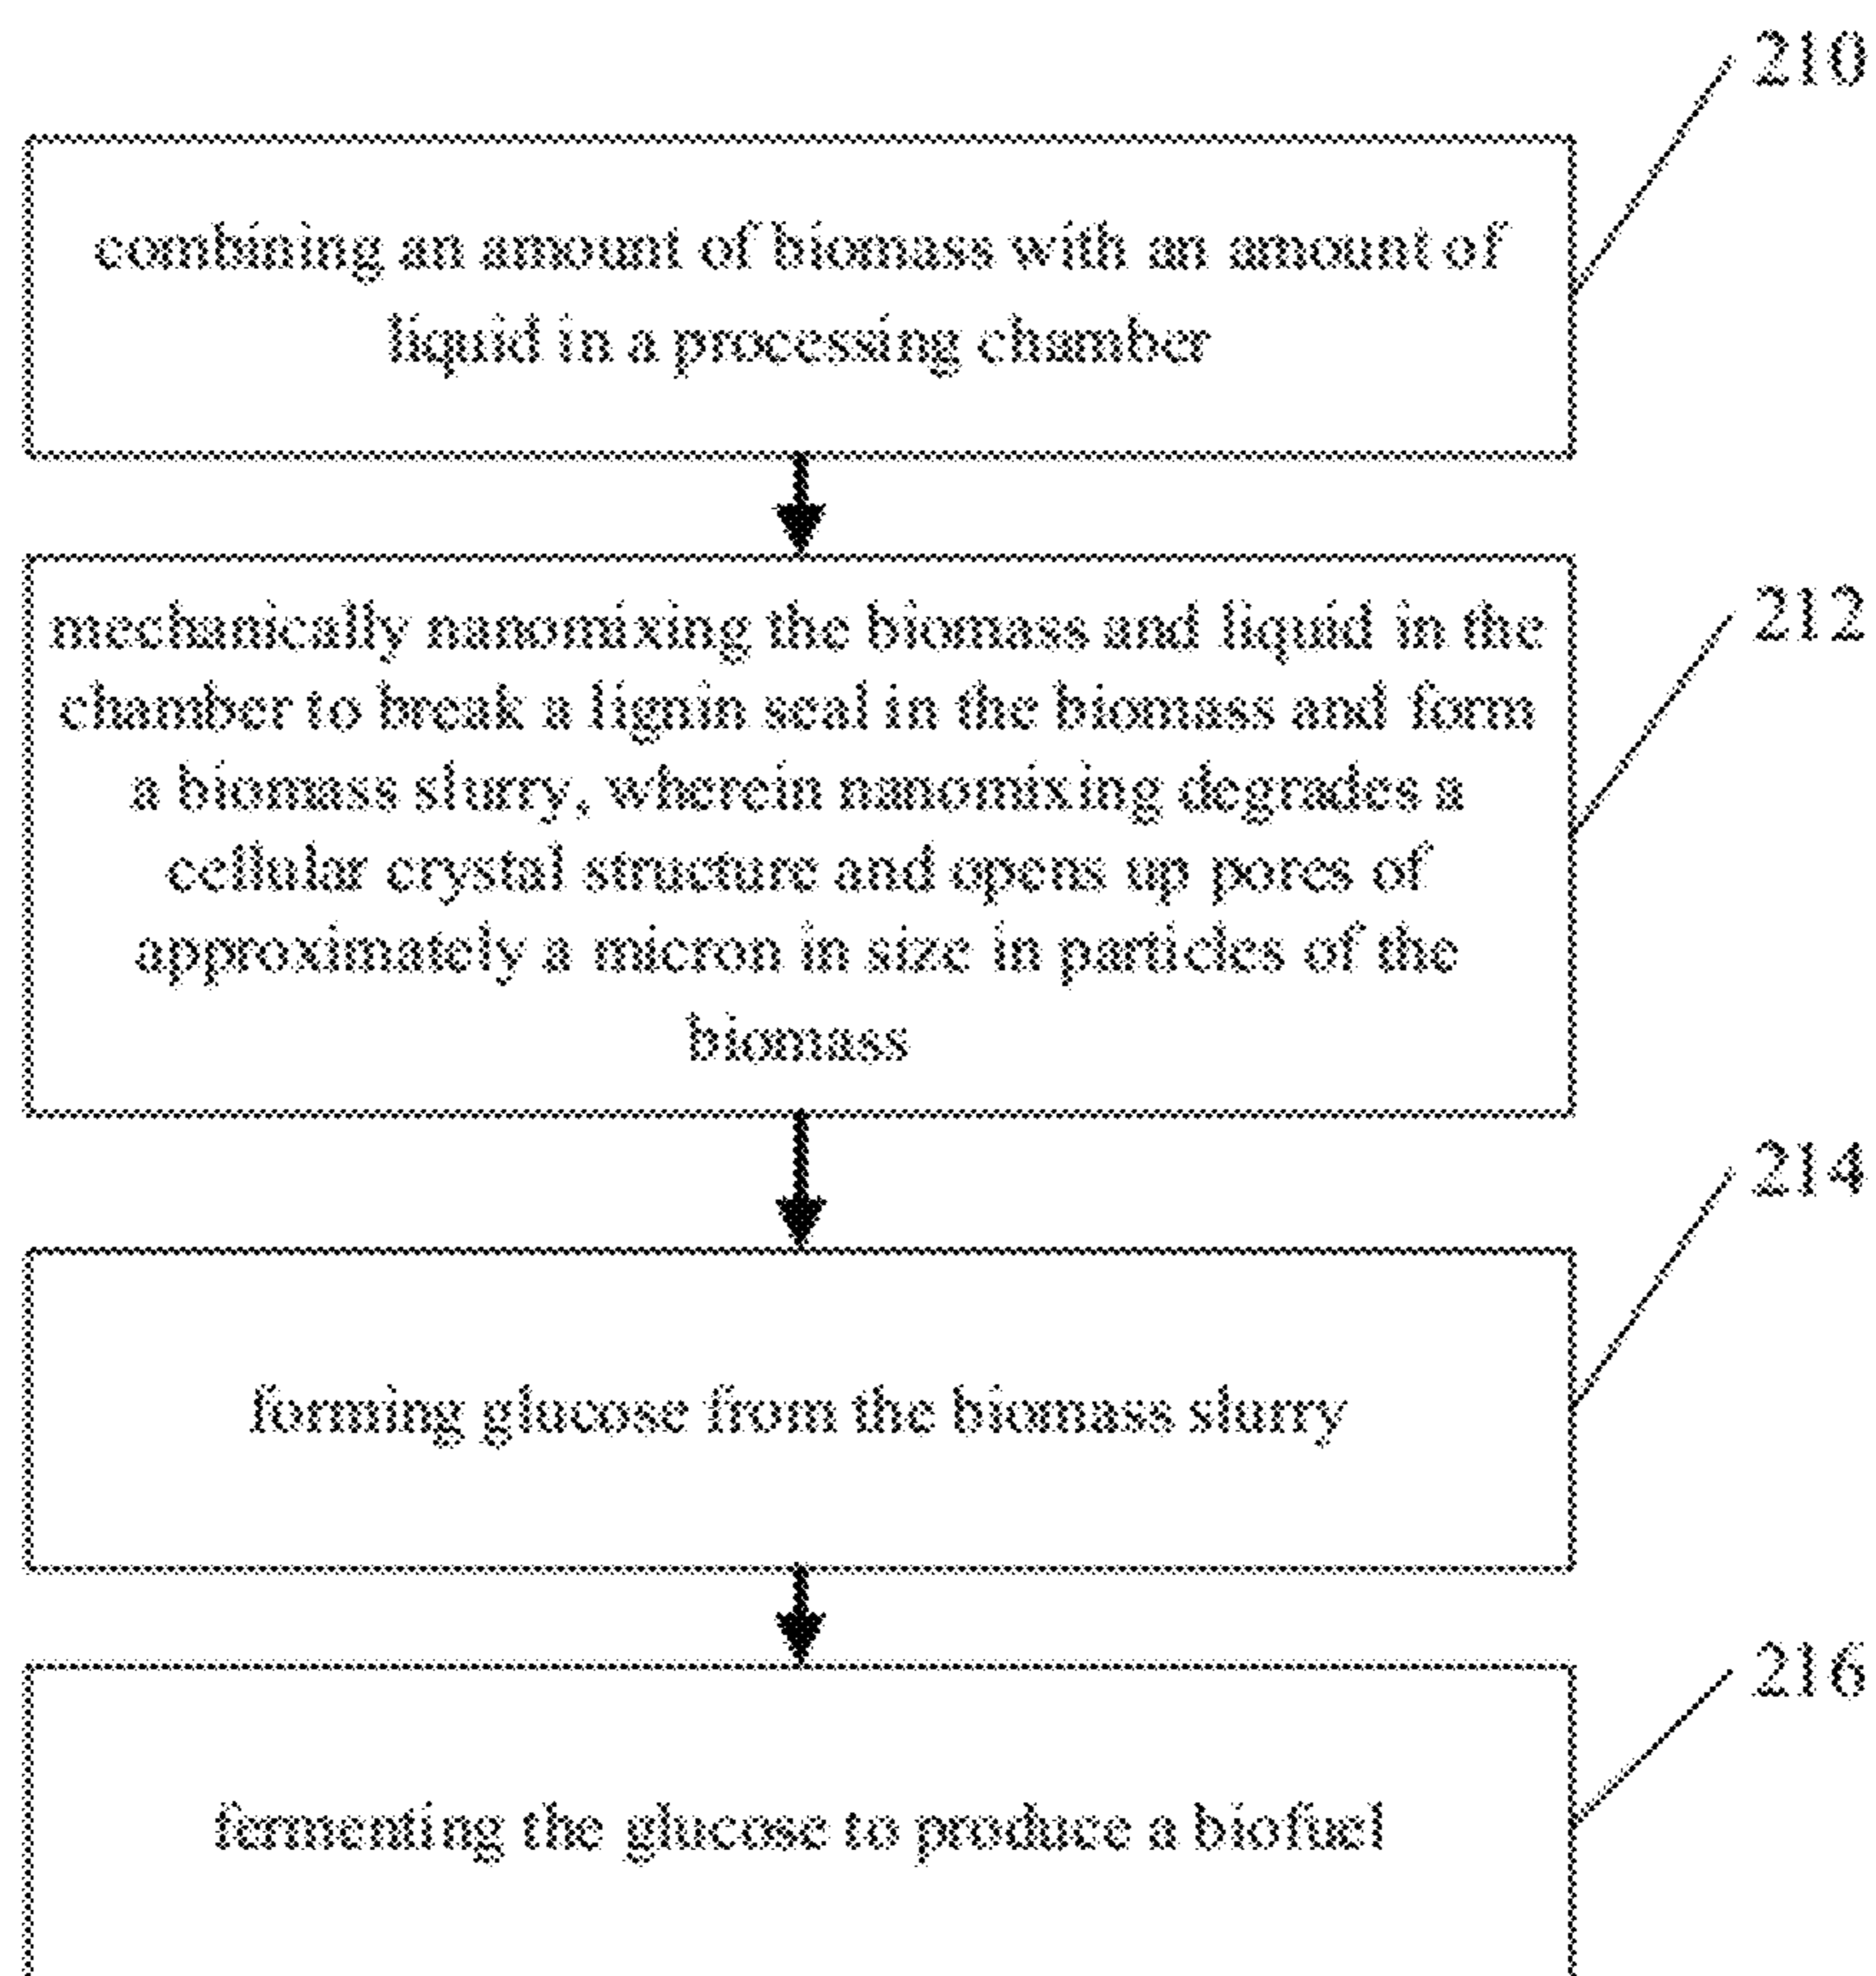 210
combining an amount of biomass with an amount of
liquid in a processing chamber
212
mechanically nanomixing the biomass and liquid in the
chamber to break a lignin seal in the biomass and form
a biomass slurry, wherein nanomixing degrades a
cellular crystal structure and opens up pores of
approximately a micron in size in particles of the
biomass
214
forming glucose from the biomass slurry
216
fermenting the glucose to produce a biofuel